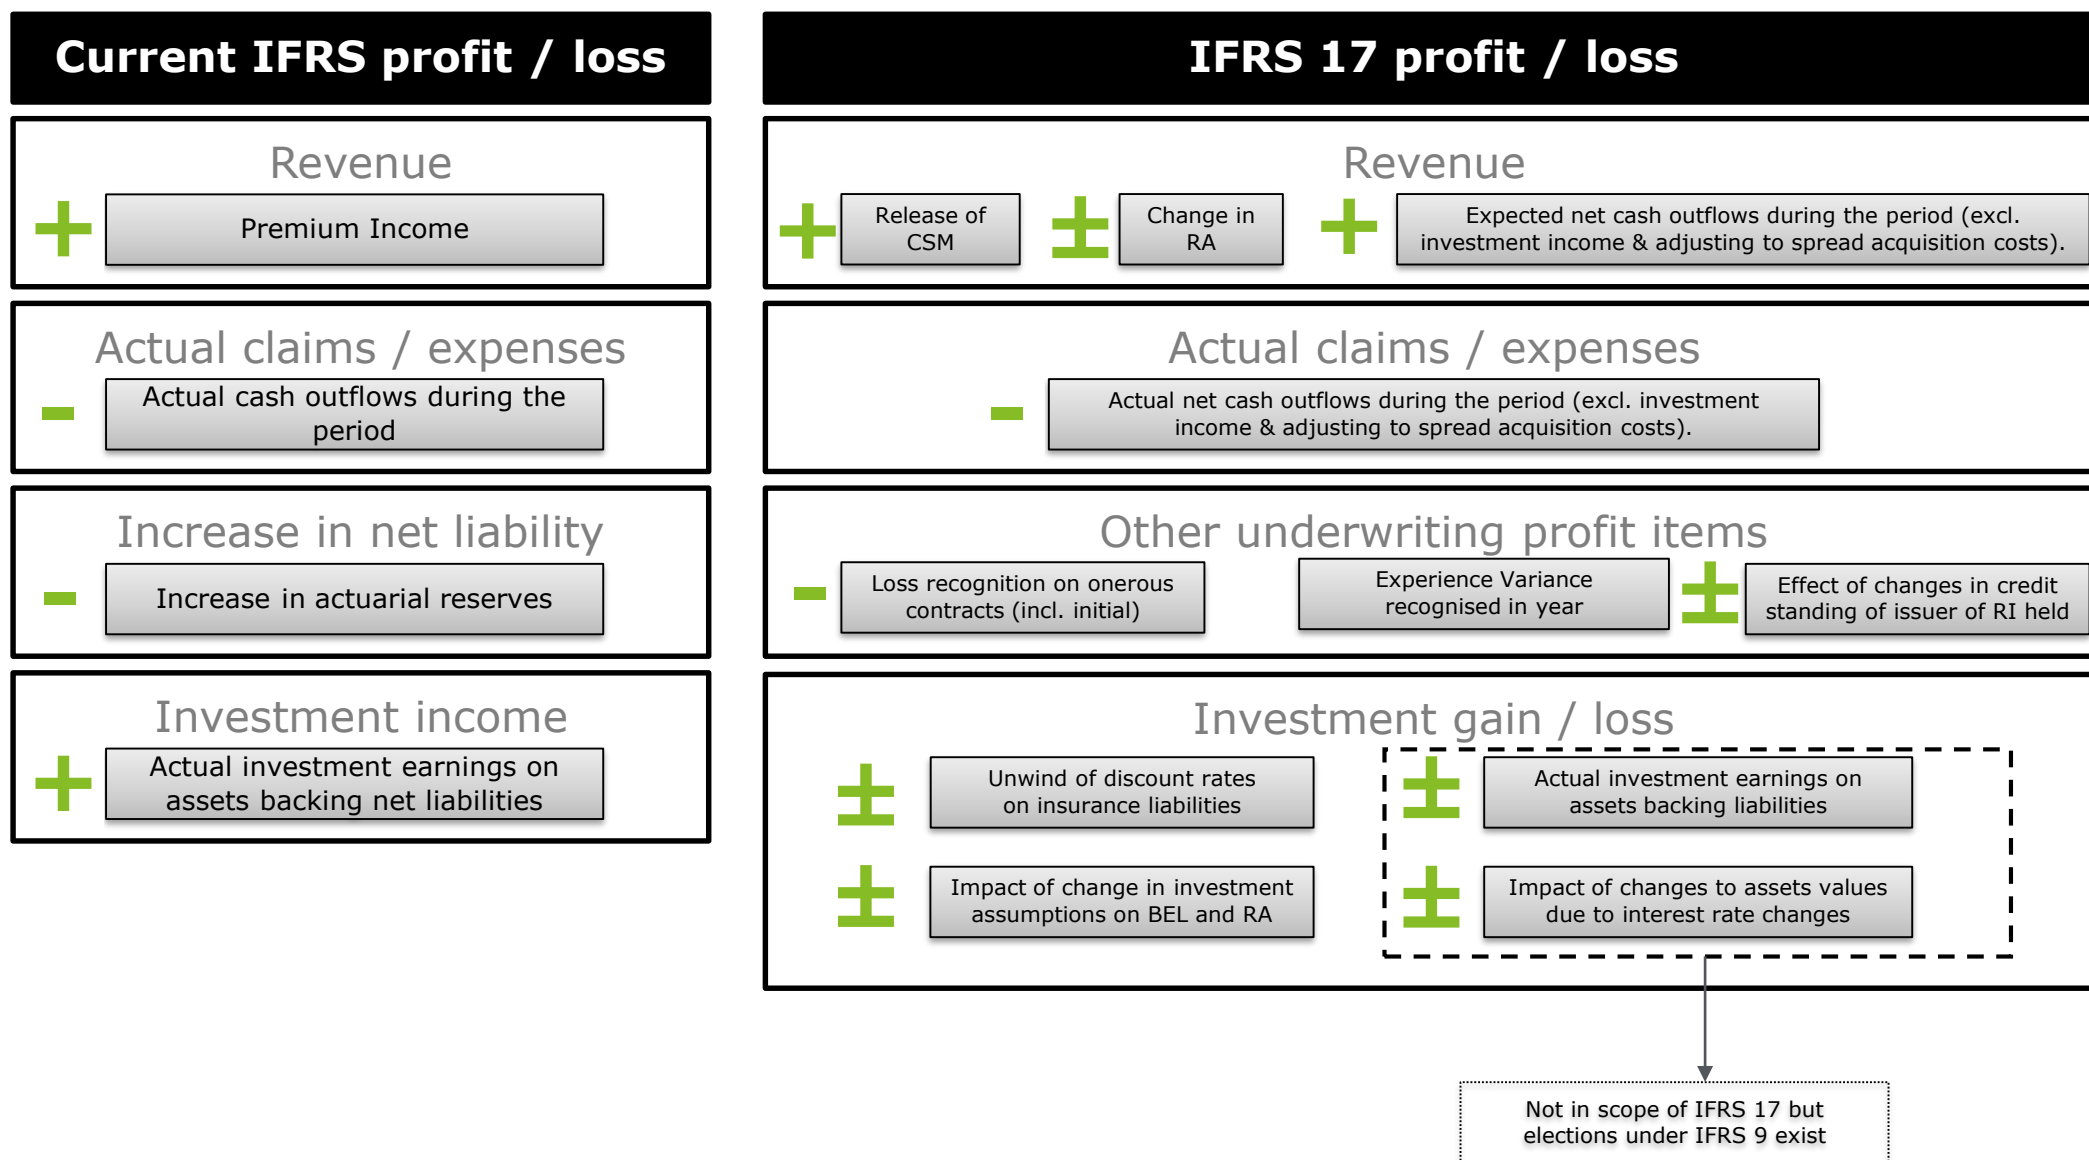 Current IFRS profit / loss
Revenue
+
Premium Income
Actual claims / expenses
-
Actual cash outflows during the
period
Increase in net liability
-
Increase in actuarial reserves
Investment income
+
Actual investment earnings on
assets backing net liabilities
IFRS 17 profit / loss
Revenue
+
Release of
CSM
±
Change in
RA
+
Expected net cash outflows during the period (excl.
investment income & adjusting to spread acquisition costs).
Actual claims / expenses
-
Actual net cash outflows during the period (excl. investment
income & adjusting to spread acquisition costs).
Other underwriting profit items
-
Loss recognition on onerous
contracts (incl. initial)
Experience Variance
recognised in year
±
Effect of changes in credit
standing of issuer of RI held
Investment gain / loss
±
Unwind of discount rates
on insurance liabilities
±
Actual investment earnings on
assets backing liabilities
±
Impact of change in investment
assumptions on BEL and RA
±
Impact of changes to assets values
due to interest rate changes
Not in scope of IFRS 17 but
elections under IFRS 9 exist